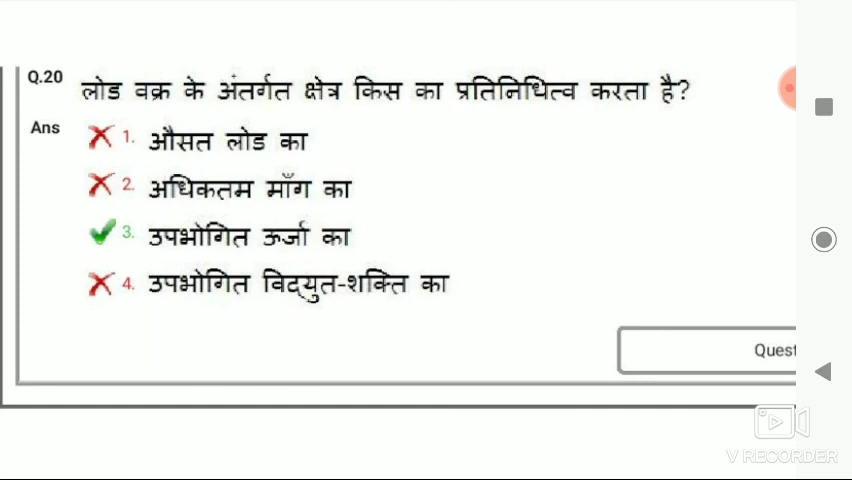 Q.20 लोड वक्र के अंतर्गत क्षेत्र किस का प्रतिनिधित्व करता है?
Ans 1. औसत लोड का
2. अधिकतम माँग का
3. उपभोगित ऊर्जा का
4. उपभोगित विद्युत-शक्ति का
Quest
V RECORDER